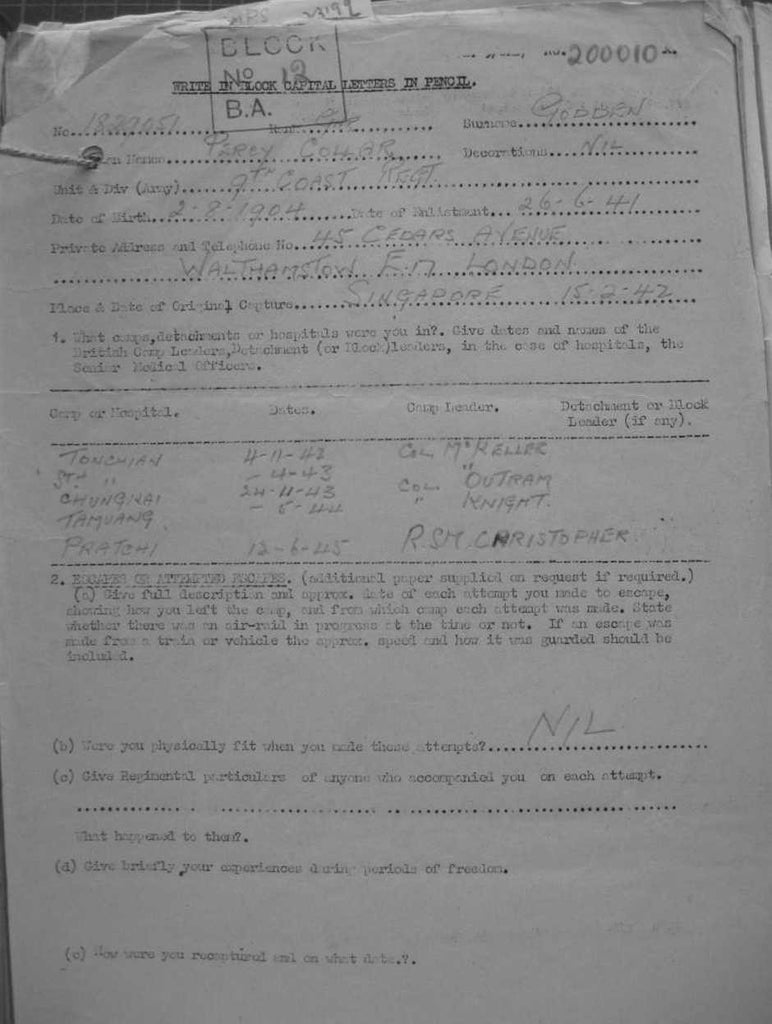 BLOCK
No 13
B.A.
200010
WRITE IN BLOCK CAPITAL LETTERS IN PENCIL.
No. 1829051 Surname GODDEN
Names PERCY COLLAR Decorations NIL
Unit & Div (Army) 9TH COAST REGT.
Date of Birth 2-8-1904 Date of Enlistment 26-6-41
Private Address and Telephone No. 45 CEDARS AVENUE
WALTHAMSTOW E.17 LONDON
Place & Date of Original Capture SINGAPORE 15-2-42
1. What camps, detachments or hospitals were you in?. Give dates and names of the
British Camp Leaders, Detachment (or Block) leaders, in the case of hospitals, the
Senior Medical Officers.
Camp or Hospital. Dates. Camp Leader. Detachment or Block
Leader (if any).
TONCHIAN 4-11-42 COL. McKELLER
STH " - 4-43 "
CHUNGKAI 24-11-43 COL. OUTRAM
TAMUANG - 5-44 " KNIGHT.
PRATCHI 12-6-45 R.S.M. CHRISTOPHER
2. ESCAPES OR ATTEMPTED ESCAPES. (additional paper supplied on request if required.)
(a) Give full description and approx. date of each attempt you made to escape,
showing how you left the camp, and from which camp each attempt was made. State
whether there was an air-raid in progress at the time or not. If an escape was
made from a train or vehicle the approx. speed and how it was guarded should be
included.
(b) Were you physically fit when you made these attempts? NIL
(c) Give Regimental particulars of anyone who accompanied you on each attempt.
What happened to them?.
(d) Give briefly your experiences during periods of freedom.
(e) How were you recaptured and on what date.?.